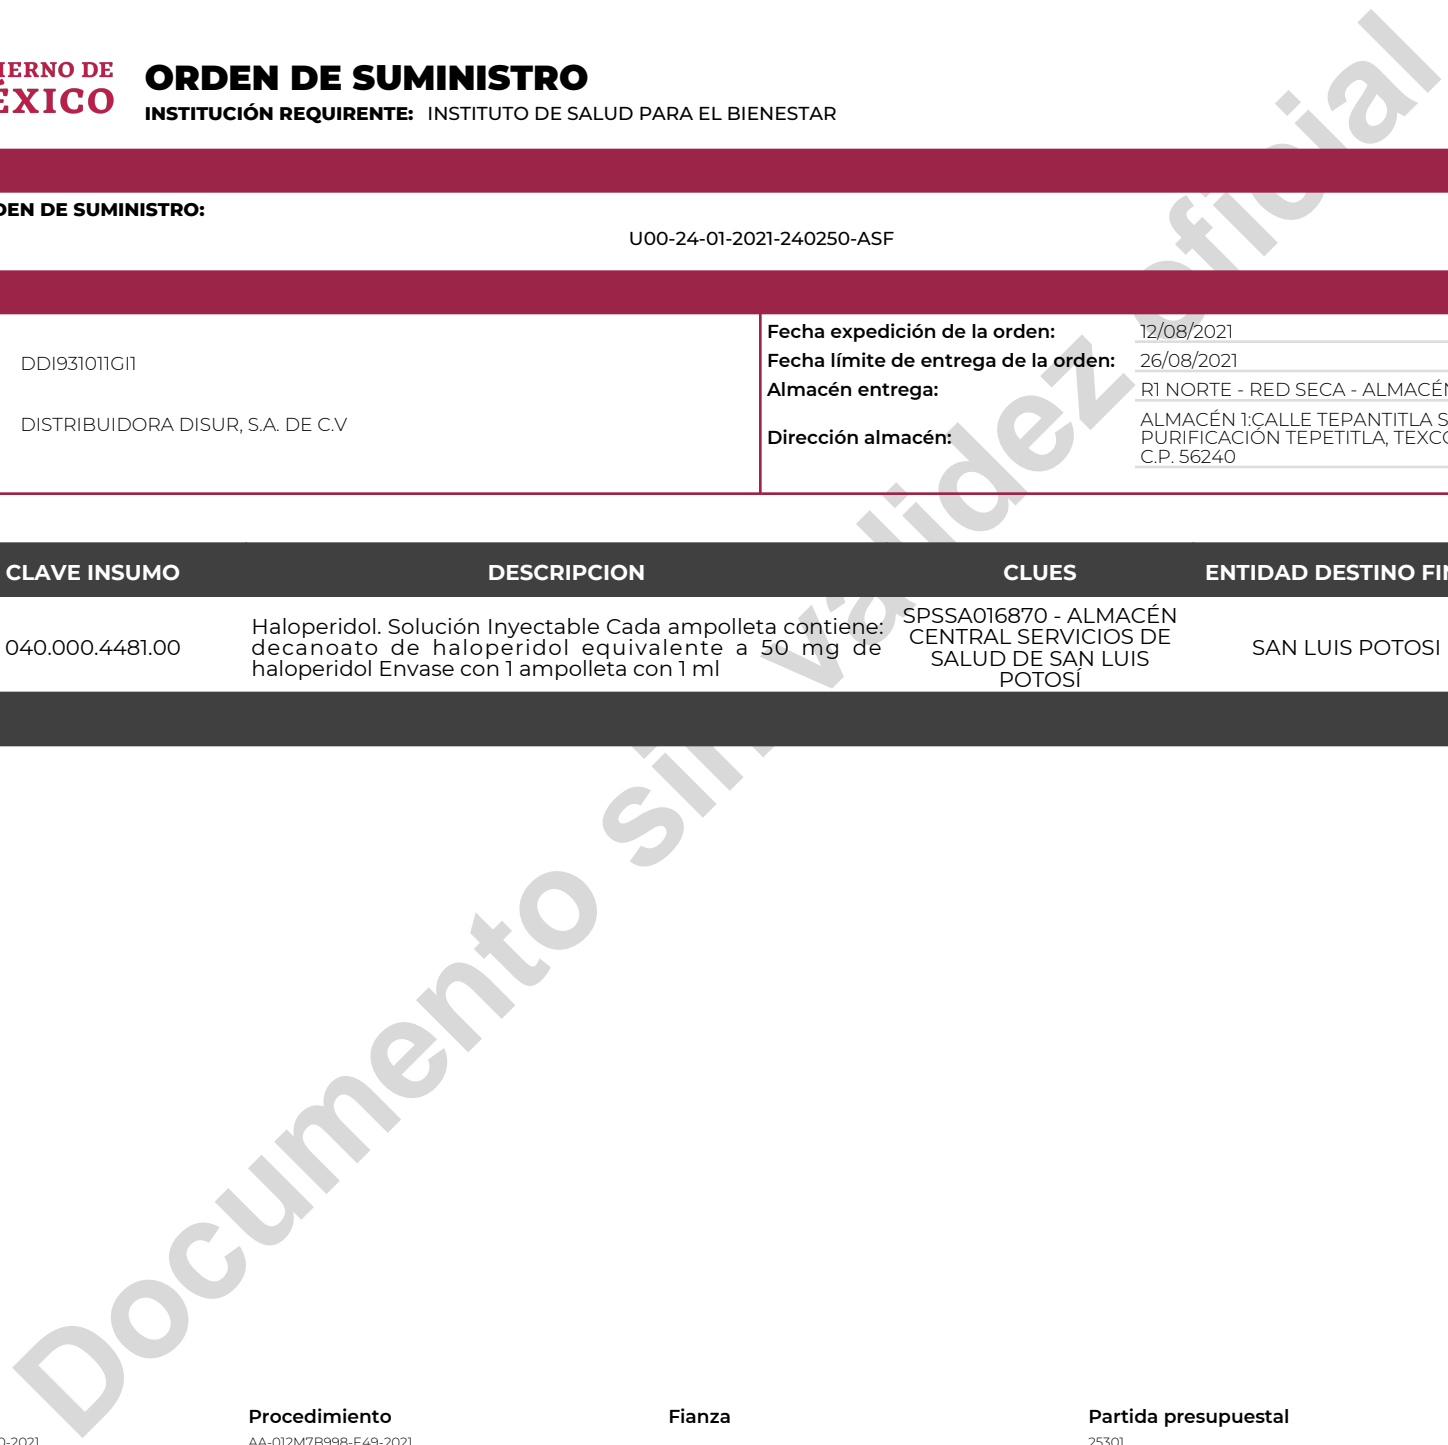 ORDEN DE SUMINISTRO
INSTITUCIÓN REQUIRENTE: INSTITUTO DE SALUD PARA EL BIENESTAR
DE SUMINISTRO:
U00-24-01-2021-240250-ASF
DDI931011GI1
DISTRIBUIDORA DISUR, S.A. DE C.V
Fecha expedición de la orden: 12/08/2021
Fecha límite de entrega de la orden: 26/08/2021
Almacén entrega: R1 NORTE - RED SECA - ALMACÉN
Dirección almacén: ALMACÉN 1:CALLE TEPANTITLA
PURIFICACIÓN TEPETITLA,
C.P. 56240
CLAVE INSUMO DESCRIPCION CLUES ENTIDAD DESTINO
040.000.4481.00
Haloperidol. Solución Inyectable Cada ampolleta contiene:
decanoato de haloperidol equivalente a 50 mg de
haloperidol Envase con 1 ampolleta con 1 ml
SPSSA016870 - ALMACÉN
CENTRAL SERVICIOS DE
SALUD DE SAN LUIS
POTOSÍ
SAN LUIS POTOSI
Documento sin validez oficial
Procedimiento Fianza Partida presupuestal
AA-012M7B998-E49-2021 25301